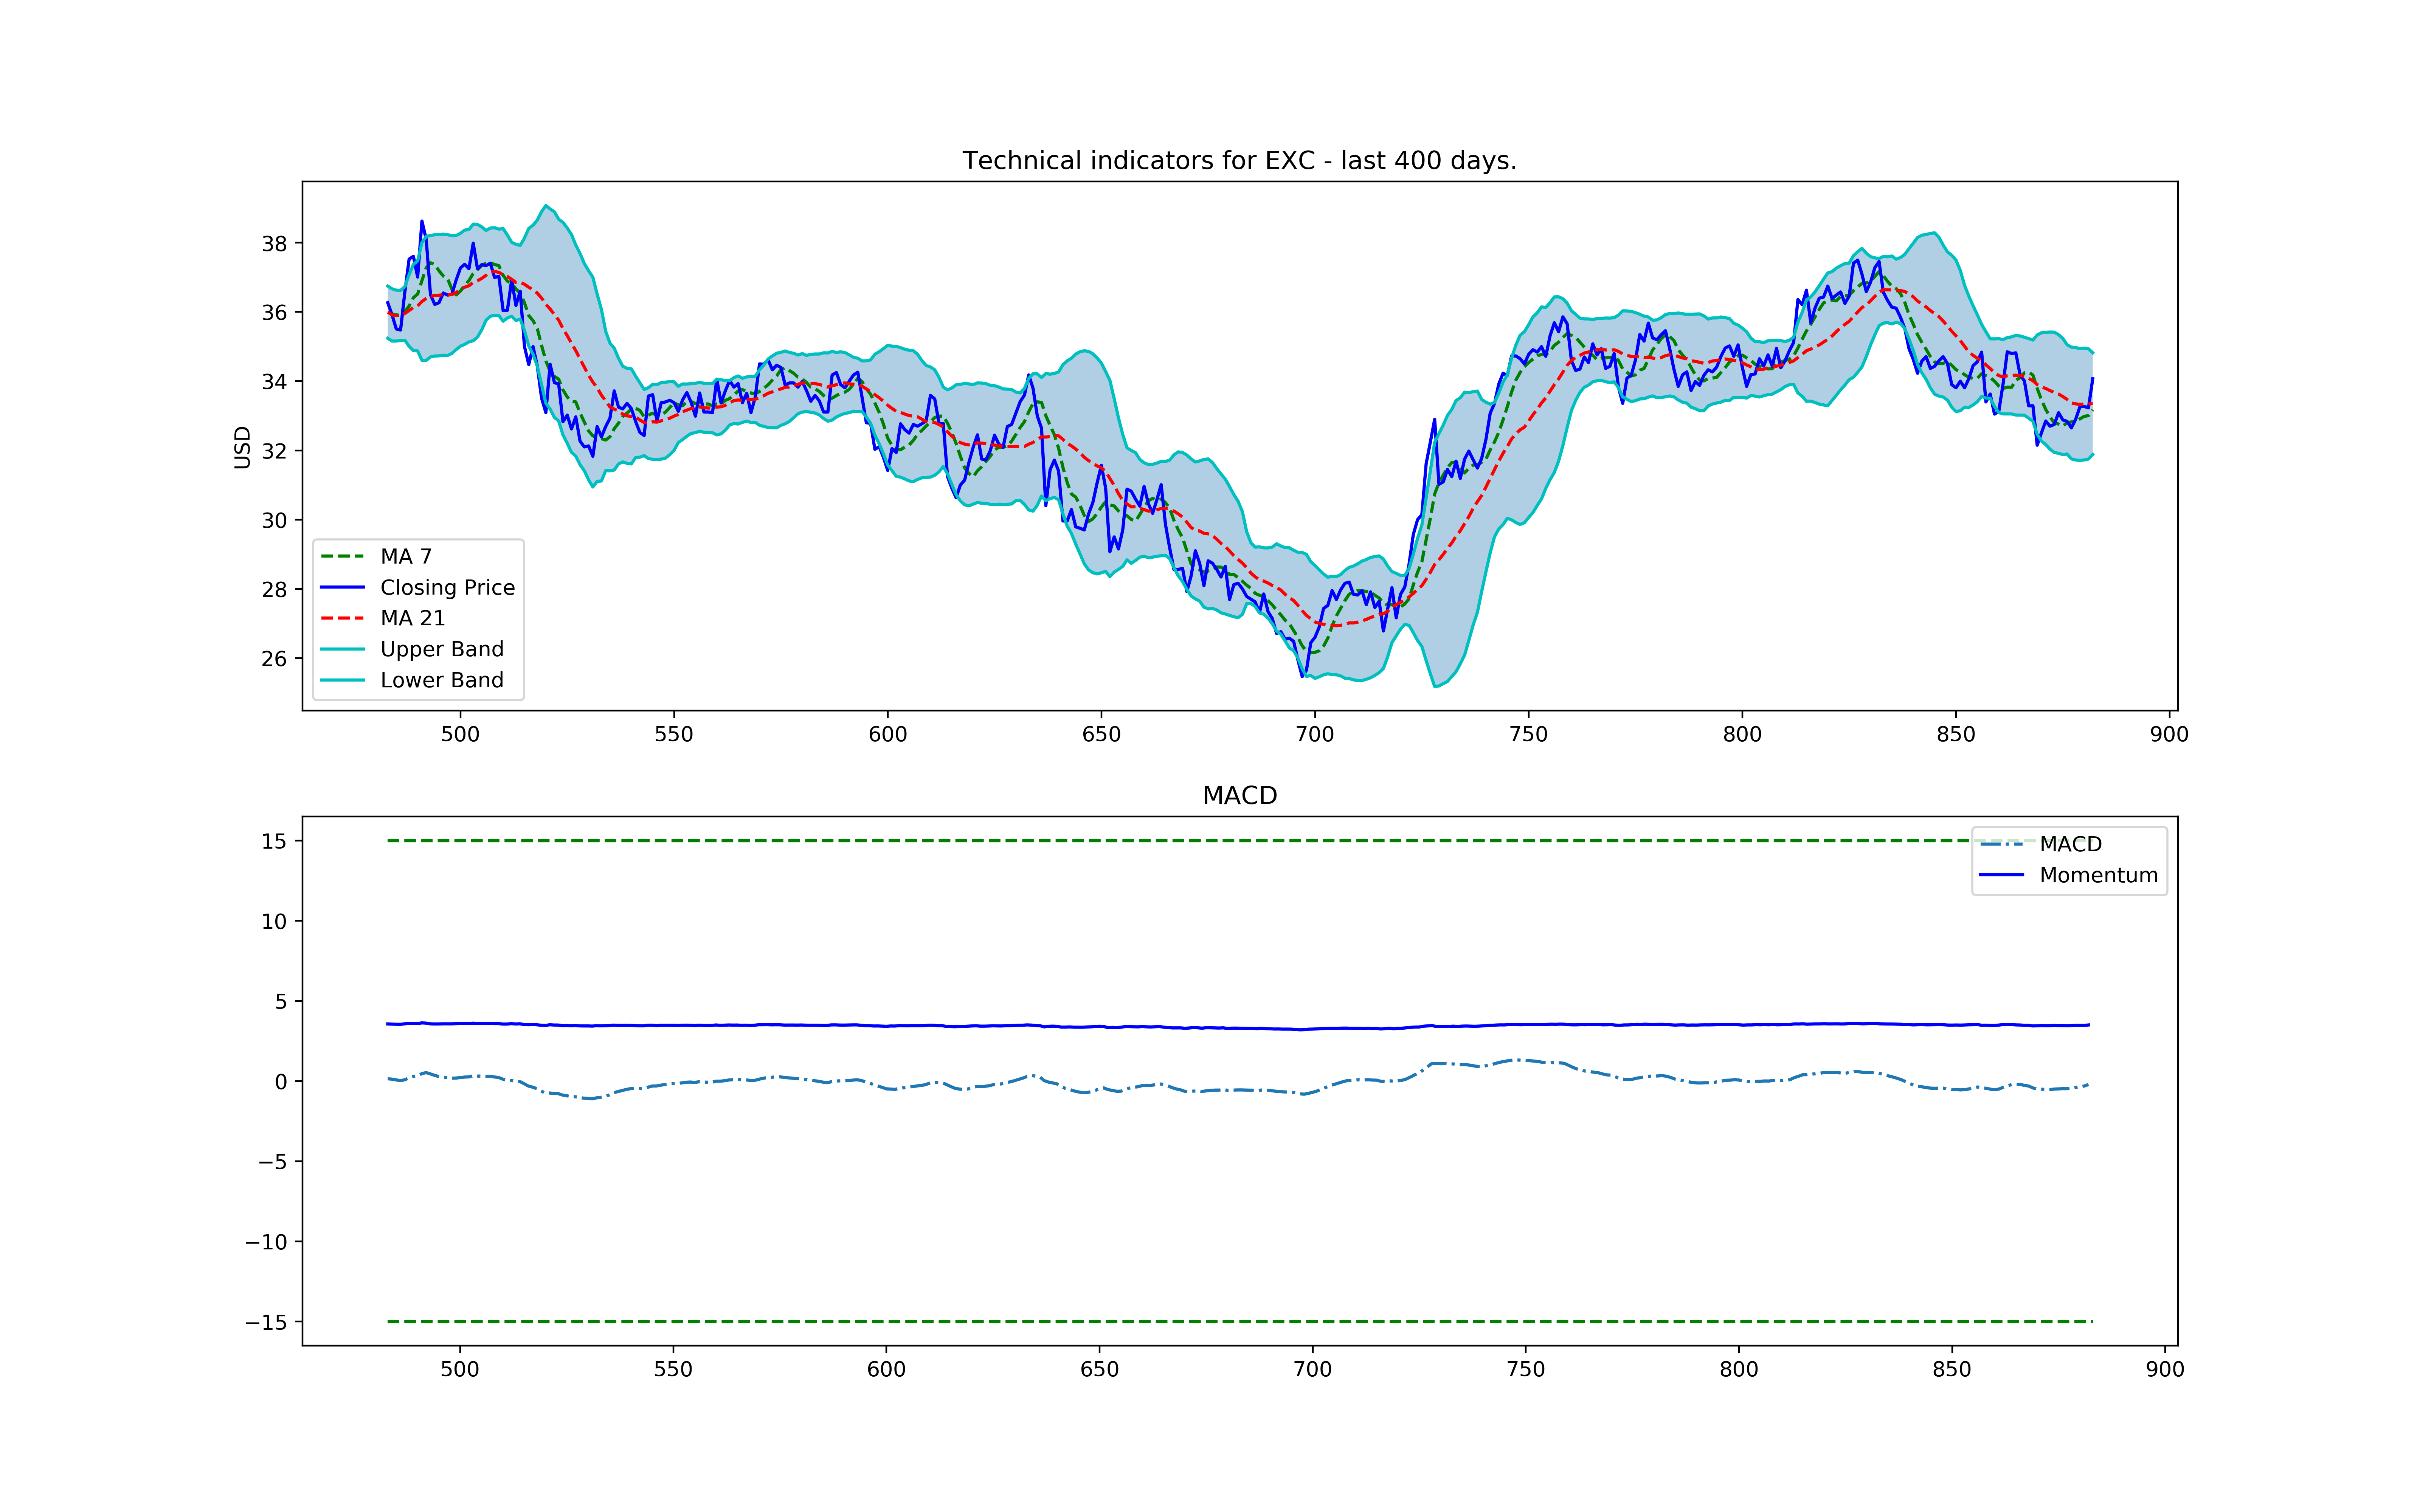 Technical indicators for EXC - last 400 days.
38
36
34
32
30
28
26
USD
MA 7
Closing Price
MA 21
Upper Band
Lower Band
500 550 600 650 700 750 800 850 900
MACD
15
10
5
0
−5
−10
−15
MACD
Momentum
500 550 600 650 700 750 800 850 900